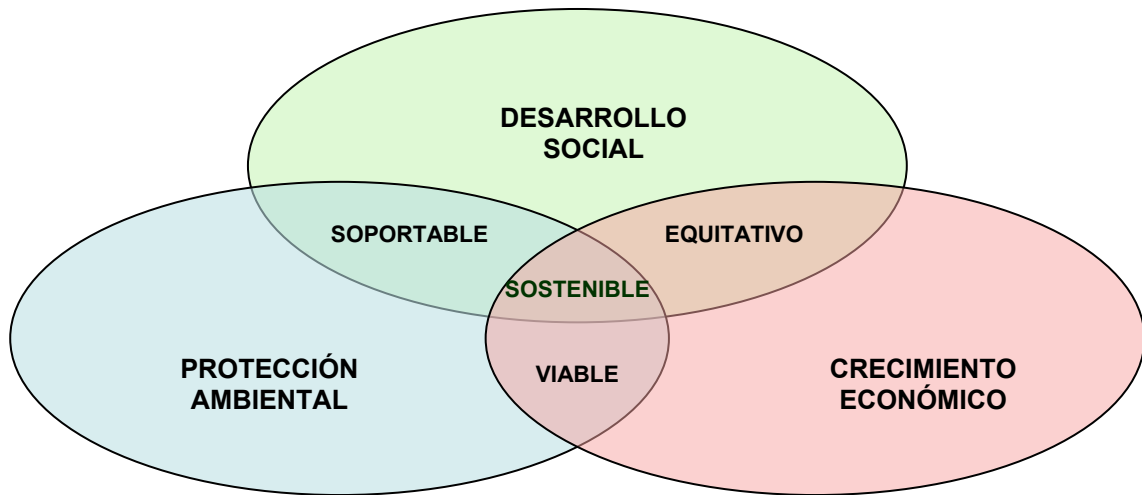 DESARROLLO
SOCIAL
SOPORTABLE
EQUITATIVO
SOSTENIBLE
PROTECCIÓN
AMBIENTAL
VIABLE
CRECIMIENTO
ECONÓMICO